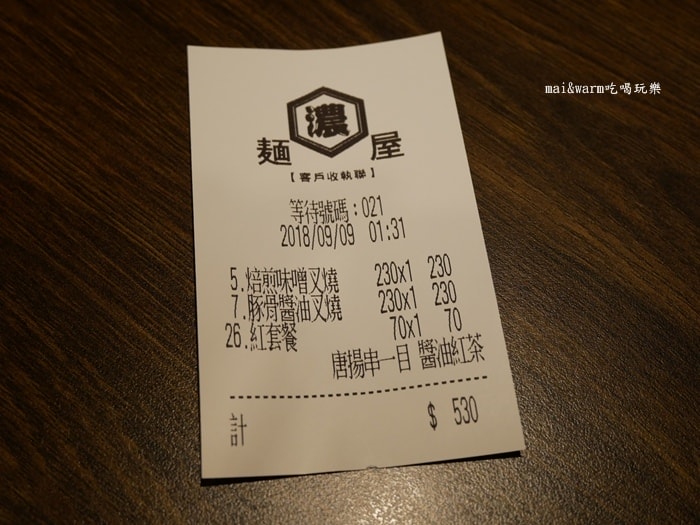 mai&warm吃喝玩樂
麵 濃 屋
【客戶收執聯】
等待號碼：021
2018/09/09 01:31
5.焙煎味噌叉燒 230x1 230
7.豚骨醬油叉燒 230x1 230
26.紅套餐 70x1 70
唐揚串一目 醬油紅茶
計 $ 530